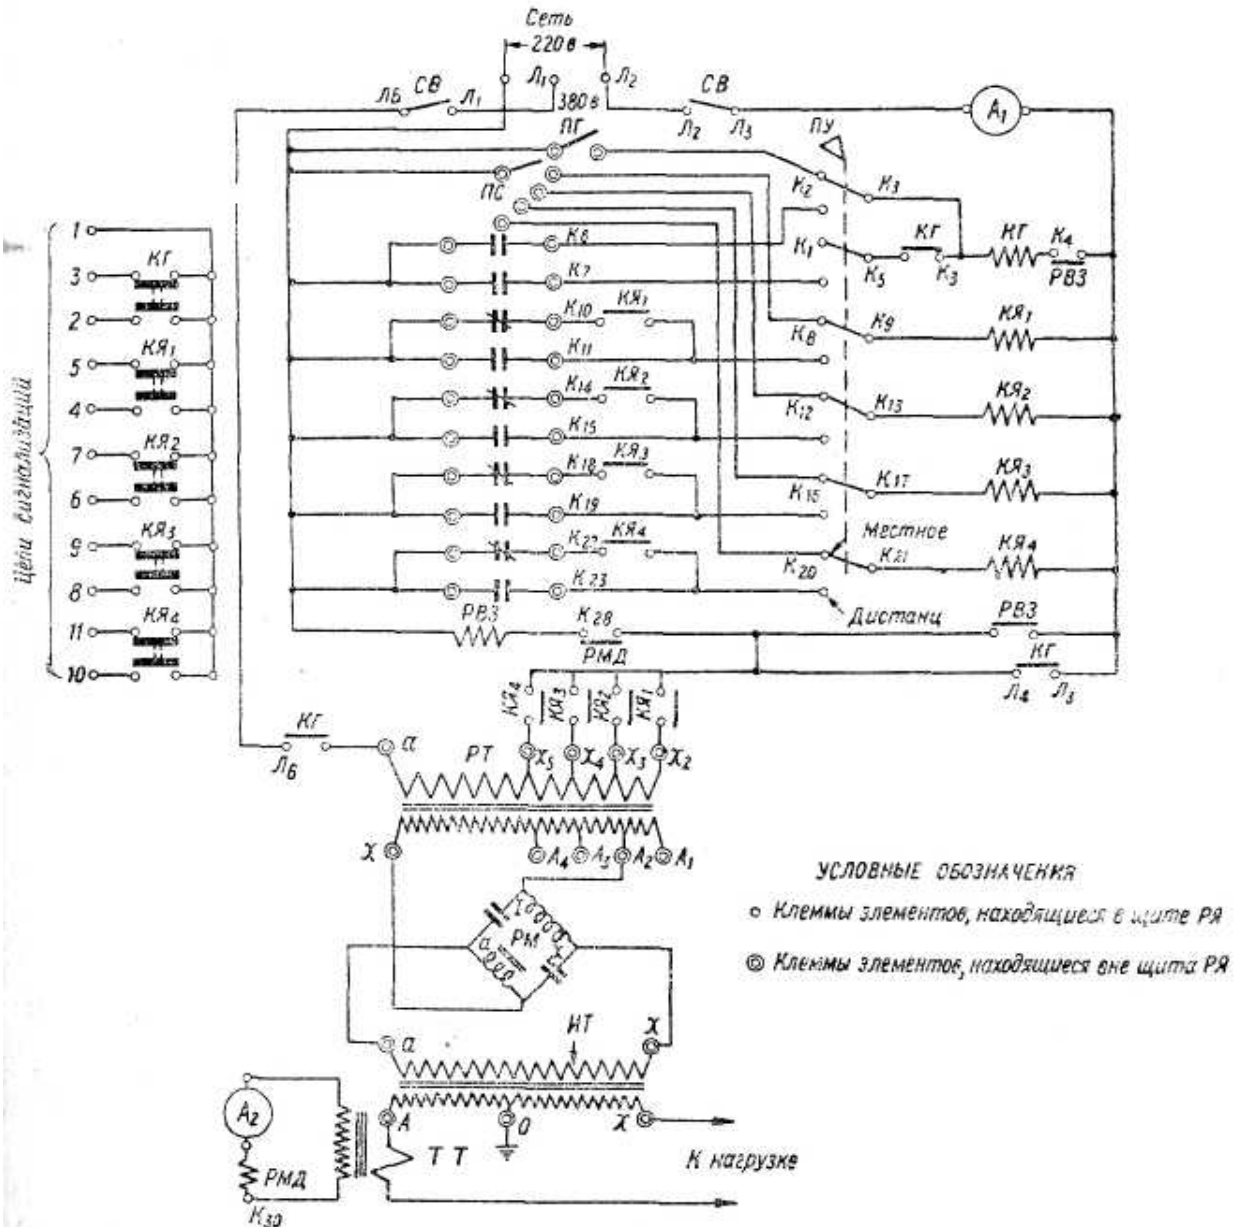 Сеть
220 в
СВ
Л1
Л2
СВ
ЛБ
Л1
380 в
Л2
Л3
А1
ПГ
ПУ
ПС
К2
К3
К6
К1
КГ
К5
К3
КГ
К4
РВЗ
1
3
КГ
2
5
КЯ1
4
7
КЯ2
6
9
КЯ3
8
11
КЯ4
10
Цепи сигнализаций
К7
К10
КЯ1
К8
К9
КЯ1
К11
К14
КЯ2
К12
К13
КЯ2
К15
К18
КЯ3
К16
К17
КЯ3
К19
К22
КЯ4
Местное
К20
К21
КЯ4
К23
Дистанц
РВЗ
К28
РМД
РВЗ
КГ
Л4
Л3
КЯ4
КЯ3
КЯ2
КЯ1
КГ
Л6
а
РТ
Х5
Х4
Х3
Х2
Х
А4
А3
А2
А1
РМ
УСЛОВНЫЕ ОБОЗНАЧЕНИЯ
Клеммы элементов, находящиеся в щите РЯ
Клеммы элементов, находящиеся вне щита РЯ
а
ИТ
Х
А2
А
0
Х
ТТ
РМД
К30
К нагрузке